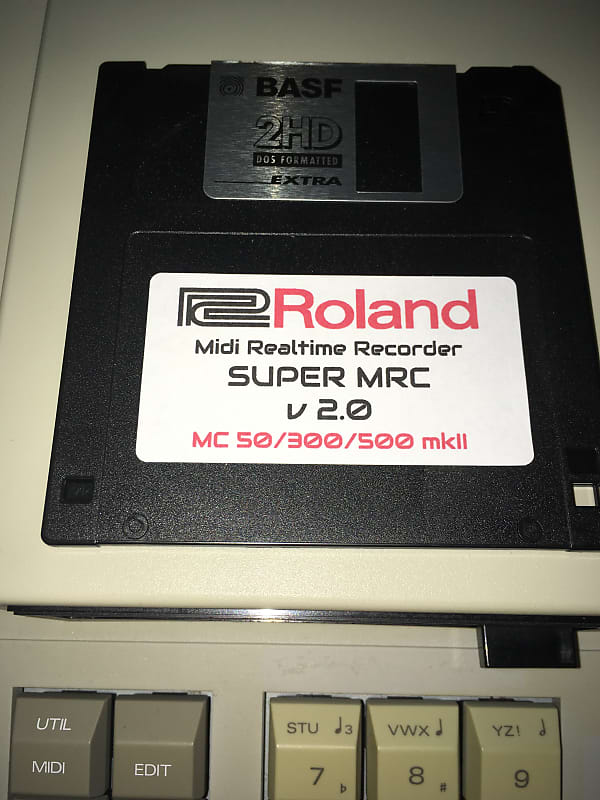 BASF
2HD
DOS FORMATTED
EXTRA
Roland
Midi Realtime Recorder
SUPER MRC
v 2.0
MC 50/300/500 mkII
UTIL
MIDI
EDIT
STU ♩3
7 ♭
VWX ♩
8 #
YZ! 𝅗𝅥
9